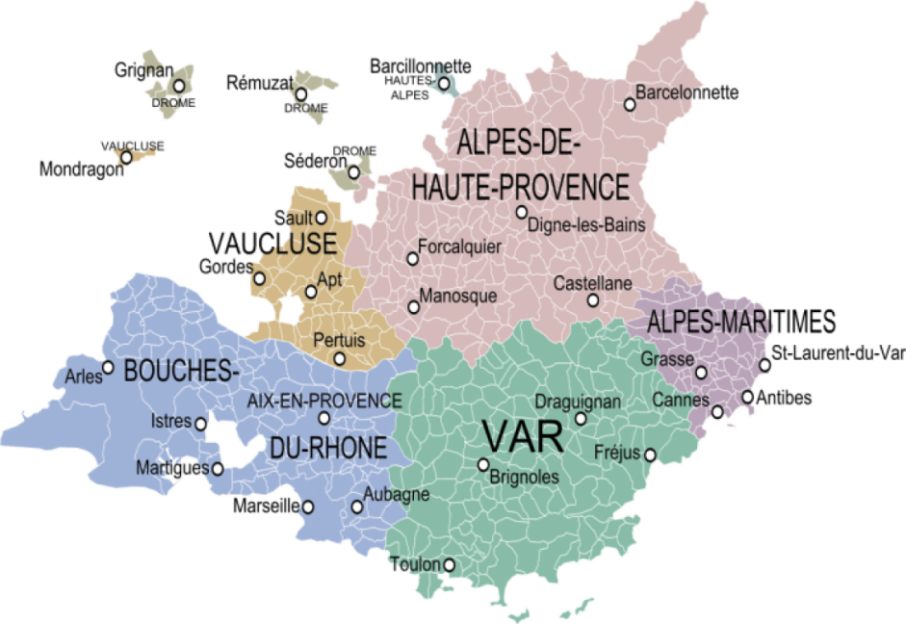 Grignan
DROME
Rémuzat
DROME
Barcillonnette
HAUTES
ALPES
Barcelonnette
VAUCLUSE
Mondragon
DROME
Séderon
ALPES-DE-
HAUTE-PROVENCE
Digne-les-Bains
Sault
VAUCLUSE
Gordes
Apt
Forcalquier
Manosque
Castellane
Pertuis
ALPES-MARITIMES
St-Laurent-du-Var
Grasse
Cannes
Antibes
Arles
BOUCHES-
AIX-EN-PROVENCE
Istres
DU-RHONE
Martigues
Marseille
Aubagne
Draguignan
VAR
Fréjus
Brignoles
Toulon